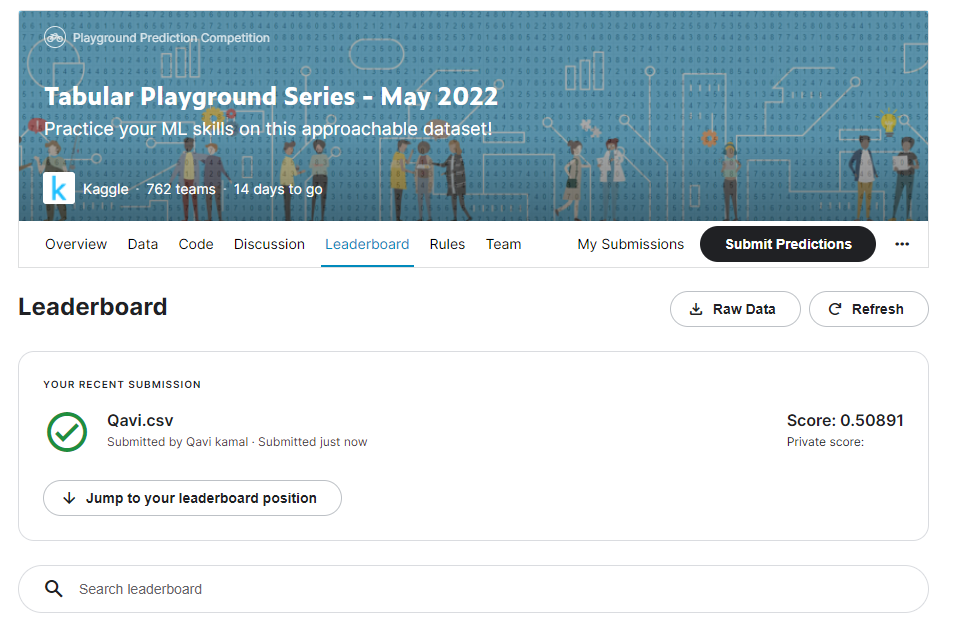 Playground Prediction Competition
Tabular Playground Series - May 2022
Practice your ML skills on this approachable dataset!
k Kaggle · 762 teams · 14 days to go
Overview Data Code Discussion Leaderboard Rules Team My Submissions Submit Predictions ...
Leaderboard Raw Data Refresh
YOUR RECENT SUBMISSION
Qavi.csv Score: 0.50891
Submitted by Qavi kamal · Submitted just now Private score:
Jump to your leaderboard position
Search leaderboard